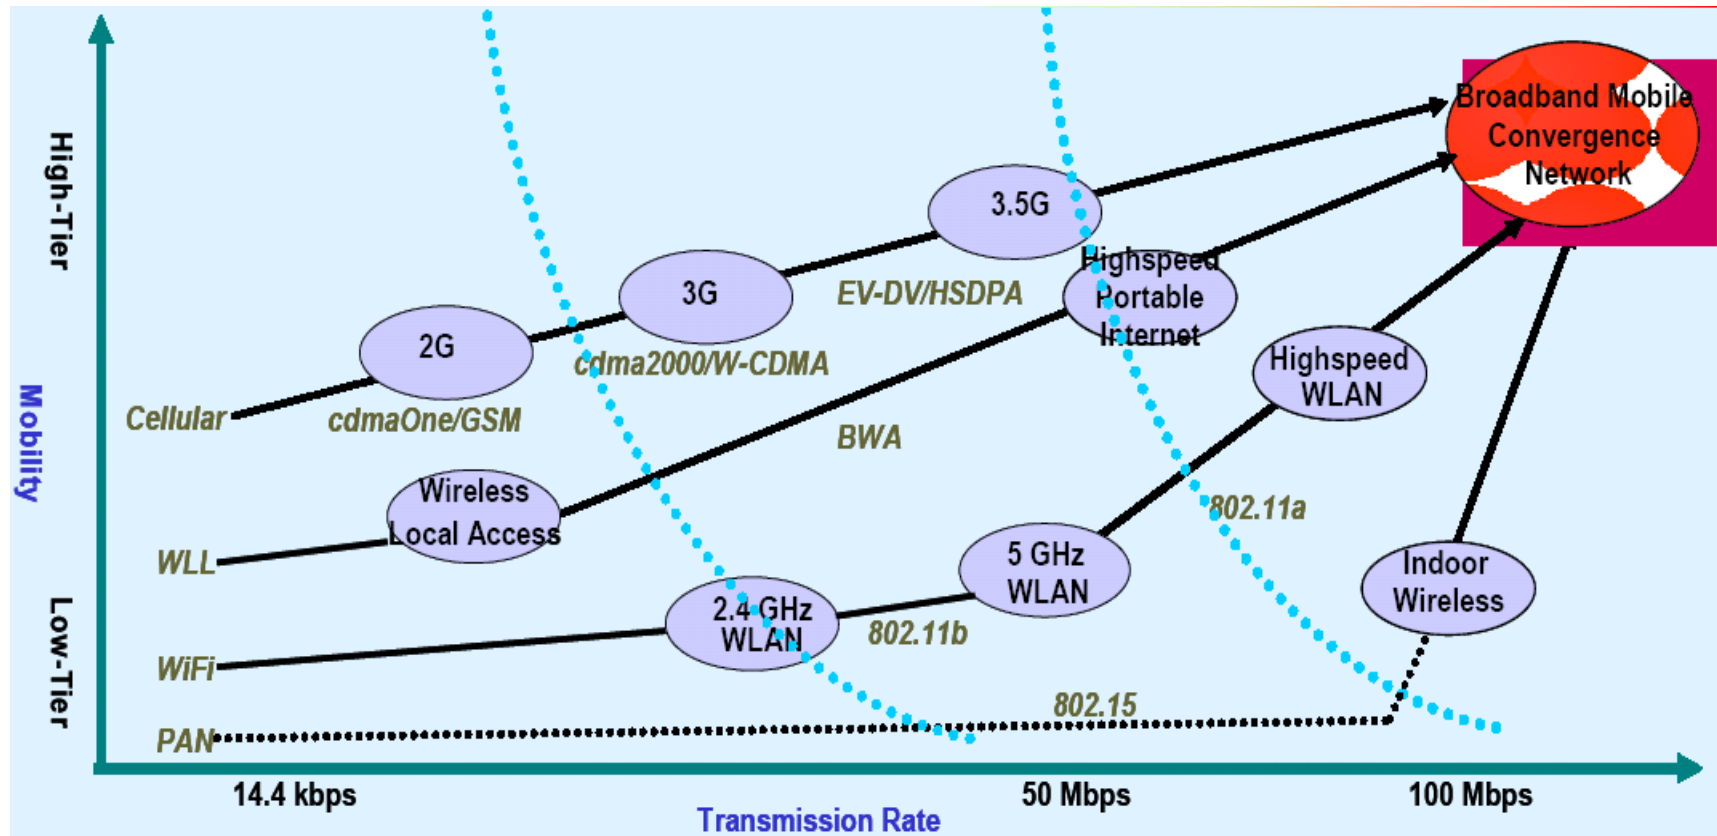 High-Tier
Mobility
Low-Tier
Broadband Mobile
Convergence
Network
3.5G
3G
2G
EV-DV/HSDPA
cdma2000/W-CDMA
Cellular
cdmaOne/GSM
Highspeed
Portable
Internet
Highspeed
WLAN
BWA
Wireless
Local Access
WLL
802.11a
5 GHz
WLAN
Indoor
Wireless
2.4 GHz
WLAN
802.11b
WiFi
802.15
PAN
14.4 kbps
50 Mbps
100 Mbps
Transmission Rate